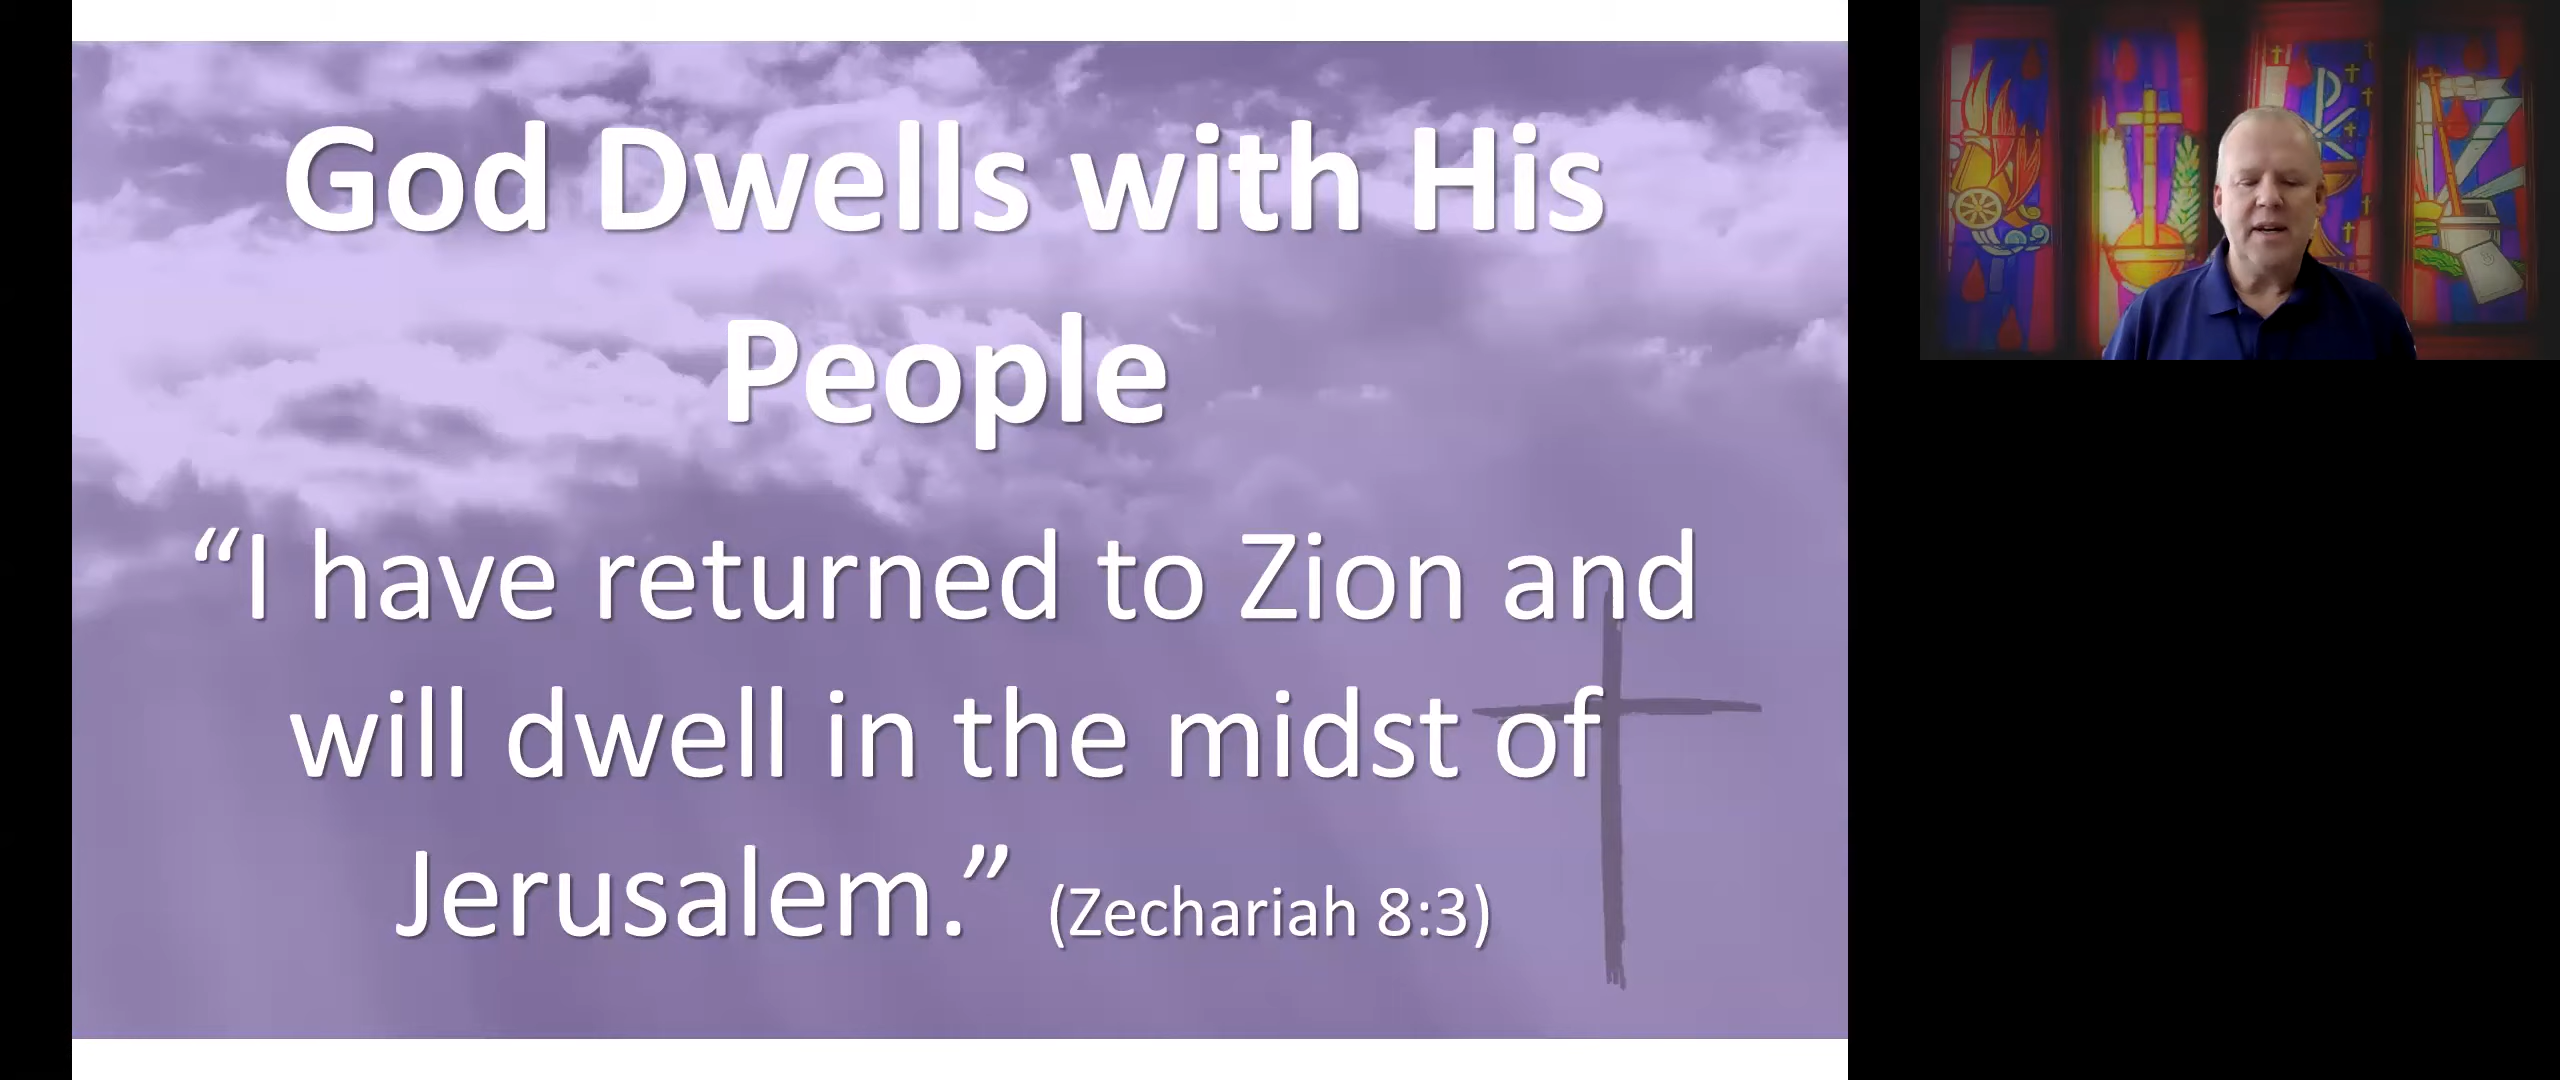 God Dwells with His
People
“I have returned to Zion and
will dwell in the midst of
Jerusalem.” (Zechariah 8:3)